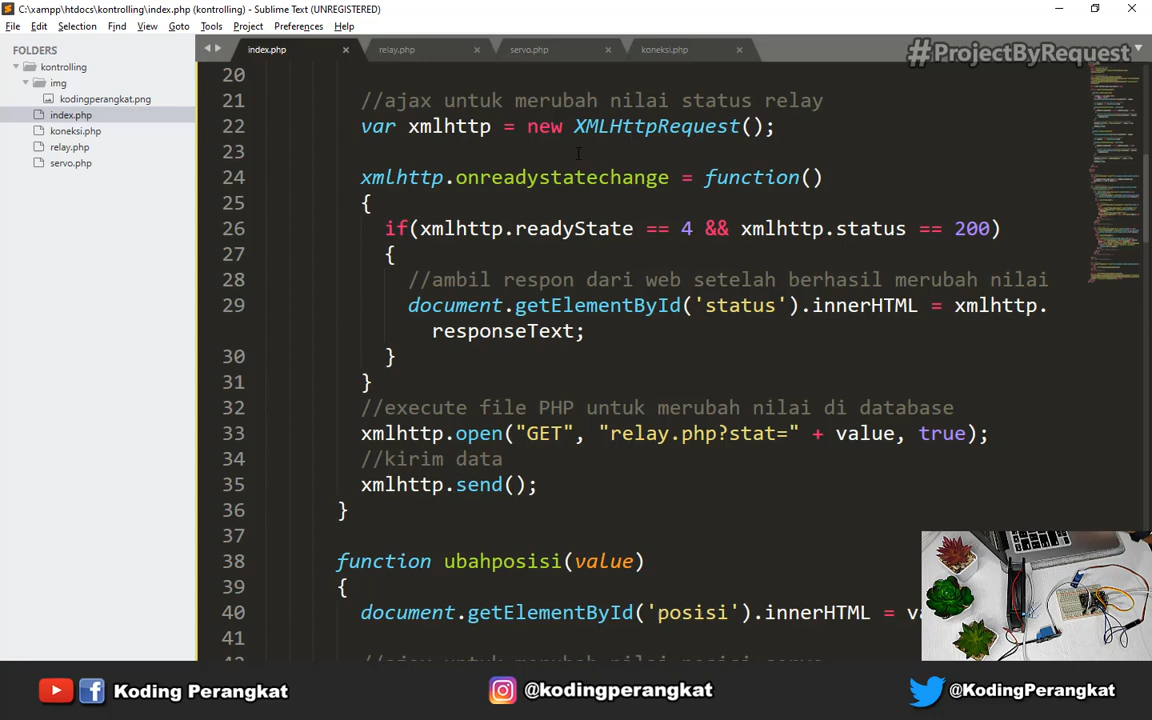 C:\xampp\htdocs\kontrolling\index.php (kontrolling) - Sublime Text (UNREGISTERED)
File Edit Selection Find View Goto Tools Project Preferences Help
FOLDERS
kontrolling
img
kodingperangkat.png
index.php
koneksi.php
relay.php
servo.php
index.php relay.php servo.php koneksi.php
#ProjectByRequest
20
21 //ajax untuk merubah nilai status relay
22 var xmlhttp = new XMLHttpRequest();
23
24 xmlhttp.onreadystatechange = function()
25 {
26 if(xmlhttp.readyState == 4 && xmlhttp.status == 200)
27 {
28 //ambil respon dari web setelah berhasil merubah nilai
29 document.getElementById('status').innerHTML = xmlhttp.
responseText;
30 }
31 }
32 //execute file PHP untuk merubah nilai di database
33 xmlhttp.open("GET", "relay.php?stat=" + value, true);
34 //kirim data
35 xmlhttp.send();
36 }
37
38 function ubahposisi(value)
39 {
40 document.getElementById('posisi').innerHTML =
41
Koding Perangkat
@kodingperangkat
@KodingPerangkat